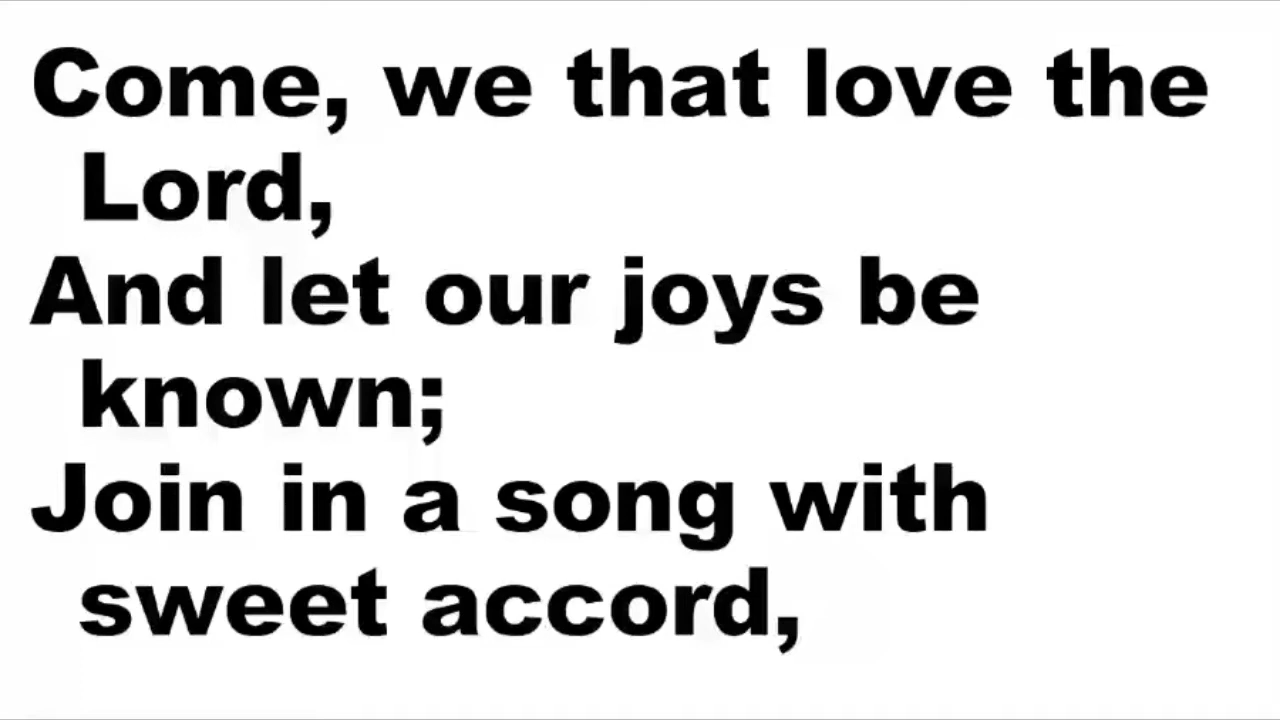 Come, we that love the
Lord,
And let our joys be
known;
Join in a song with
sweet accord,